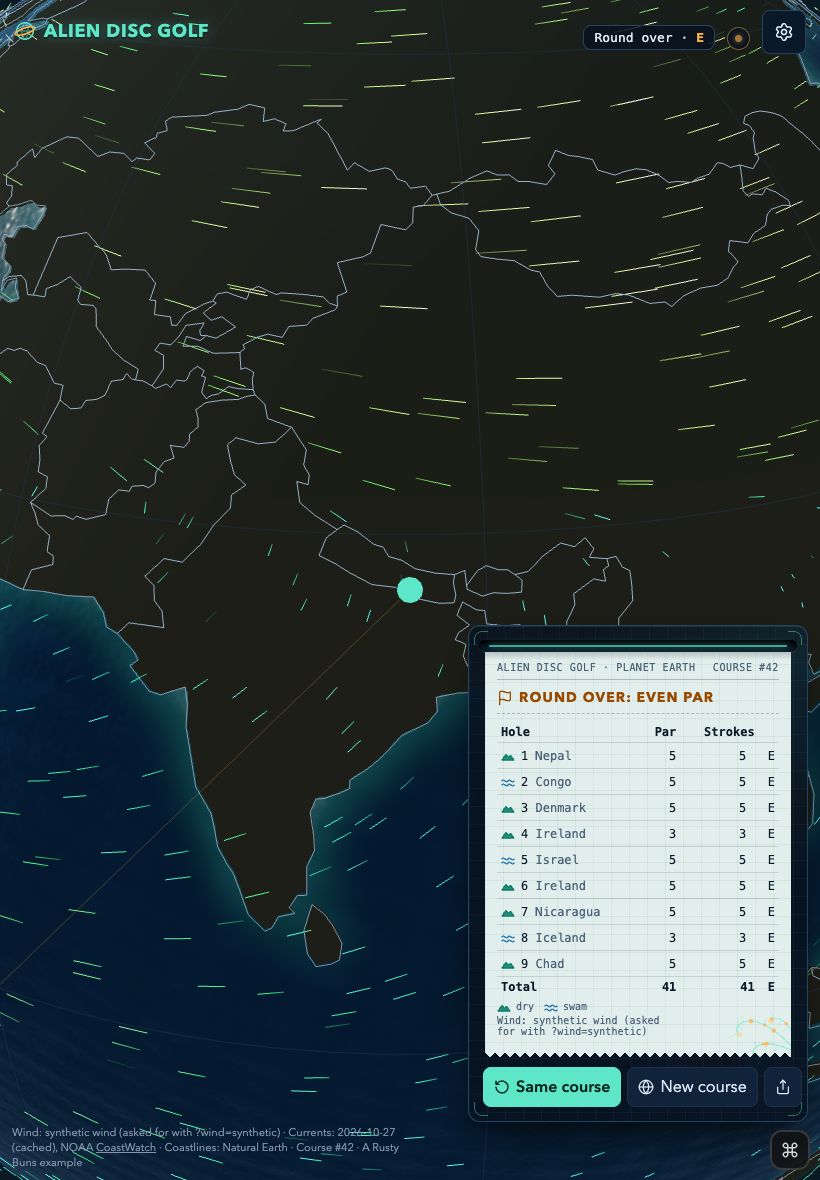 ALIEN DISC GOLF
Round over · E
ALIEN DISC GOLF · PLANET EARTH COURSE #42
ROUND OVER: EVEN PAR
Hole Par Strokes
1 Nepal 5 5 E
2 Congo 5 5 E
3 Denmark 5 5 E
4 Ireland 3 3 E
5 Israel 5 5 E
6 Ireland 5 5 E
7 Nicaragua 5 5 E
8 Iceland 3 3 E
9 Chad 5 5 E
Total 41 41 E
dry swam
Wind: synthetic wind (asked
for with ?wind=synthetic)
Same course New course
Wind: synthetic wind (asked for with ?wind=synthetic) · Currents: 2024-10-27
(cached), NOAA CoastWatch · Coastlines: Natural Earth · Course #42 · A Rusty
Buns example
⌘